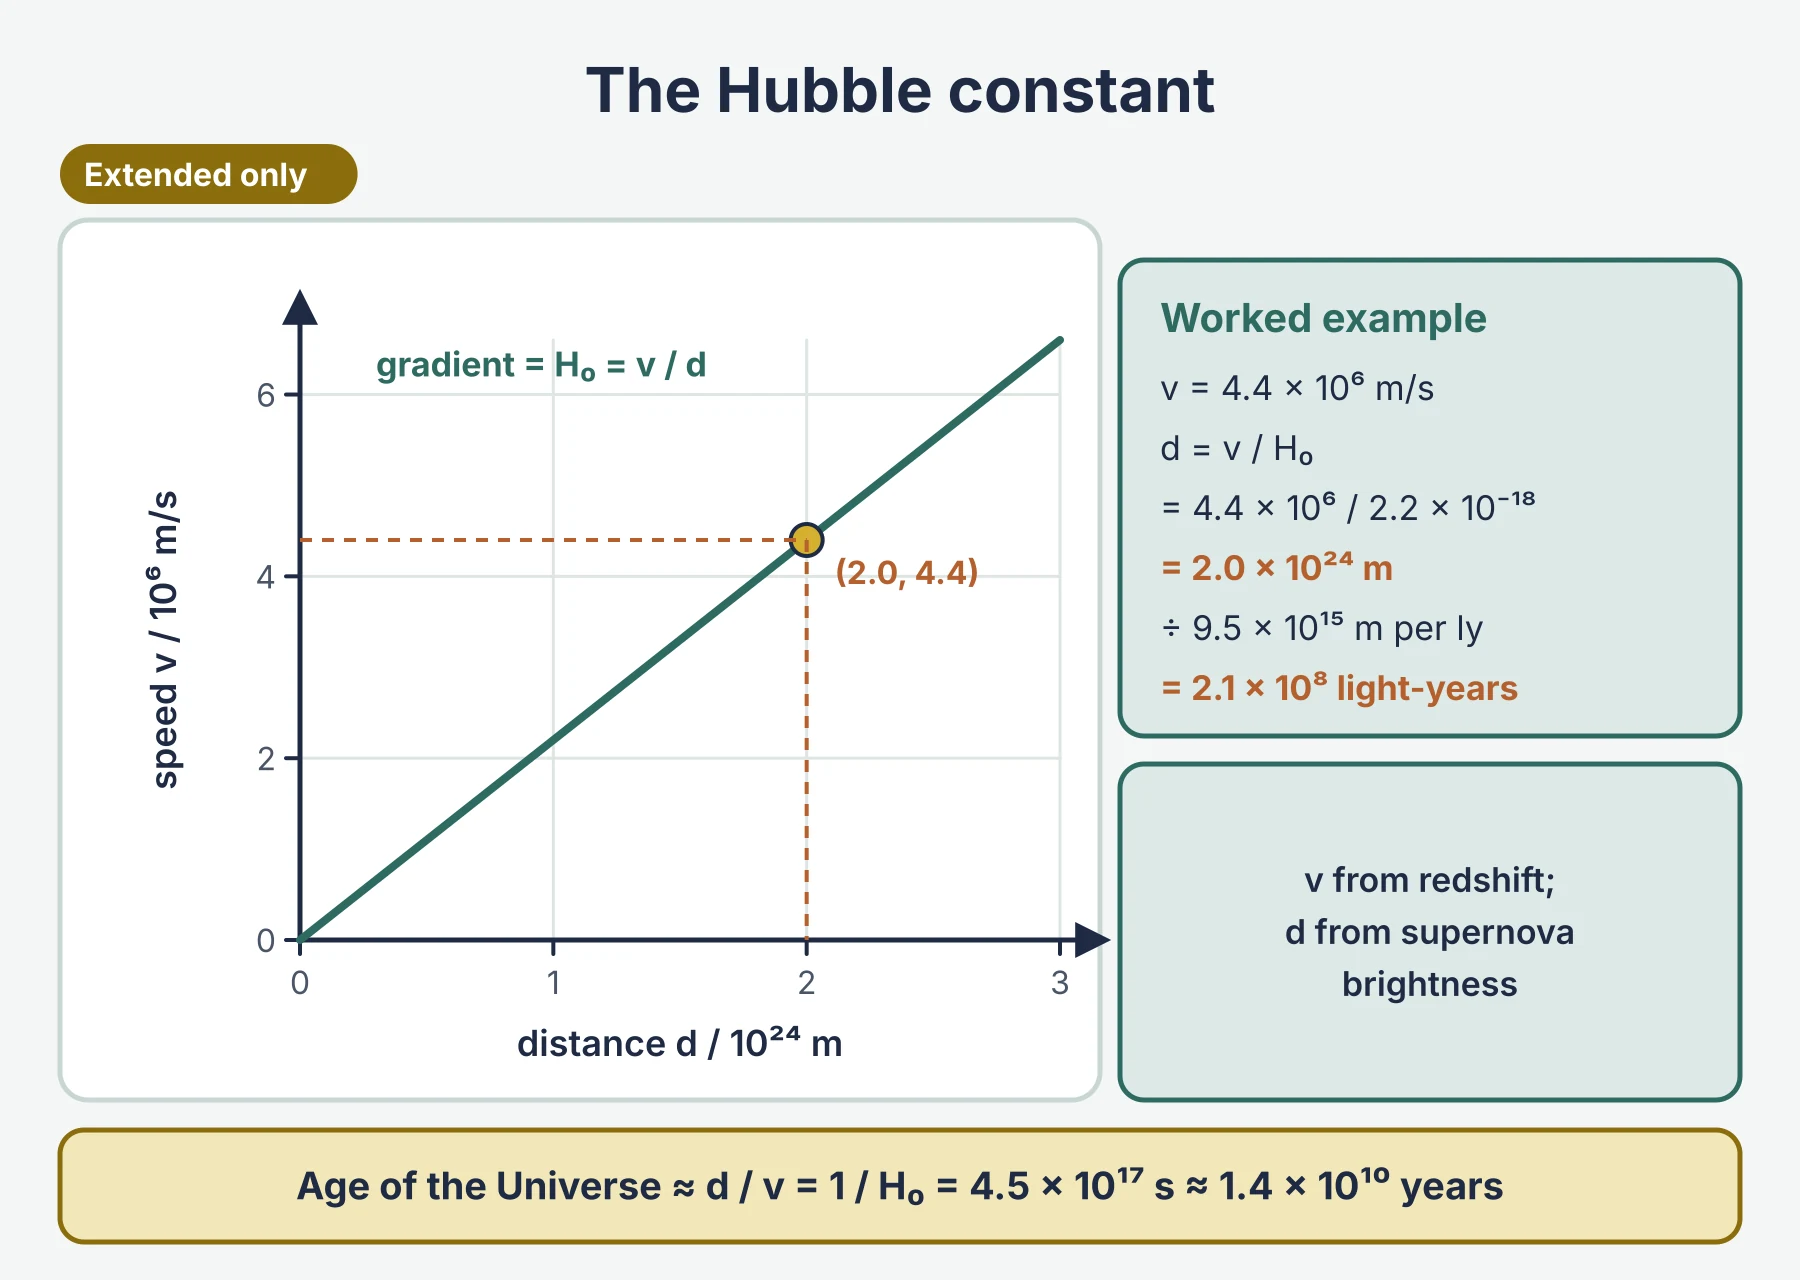 The Hubble constant
Extended only
gradient = H₀ = v / d
6
4
2
0
0
1
2
3
(2.0, 4.4)
speed v / 10⁶ m/s
distance d / 10²⁴ m
Worked example
v = 4.4 × 10⁶ m/s
d = v / H₀
= 4.4 × 10⁶ / 2.2 × 10⁻¹⁸
= 2.0 × 10²⁴ m
÷ 9.5 × 10¹⁵ m per ly
= 2.1 × 10⁸ light-years
v from redshift;
d from supernova
brightness
Age of the Universe ≈ d / v = 1 / H₀ = 4.5 × 10¹⁷ s ≈ 1.4 × 10¹⁰ years